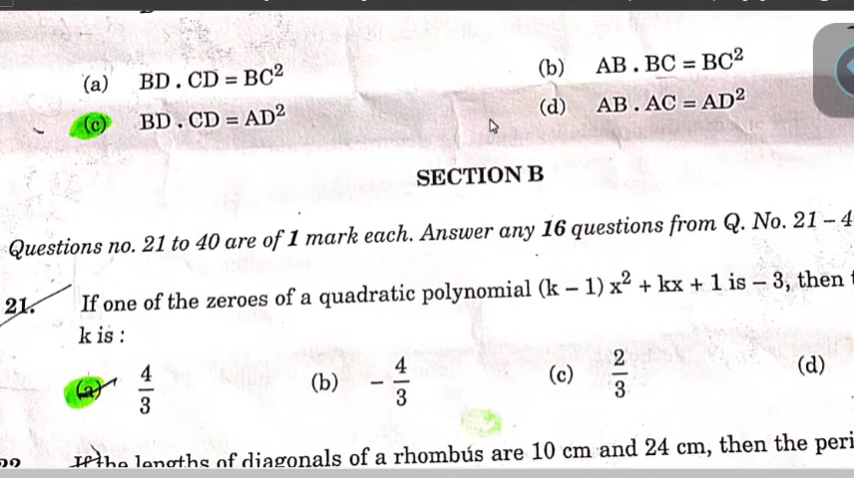 (a) BD . CD = BC² (b) AB . BC = BC²
(c) BD . CD = AD² (d) AB . AC = AD²
SECTION B
Questions no. 21 to 40 are of 1 mark each. Answer any 16 questions from Q. No. 21 – 4
21. If one of the zeroes of a quadratic polynomial (k – 1) x² + kx + 1 is – 3, then
k is :
(a) 4/3 (b) – 4/3 (c) 2/3 (d)
If the lengths of diagonals of a rhombus are 10 cm and 24 cm, then the peri